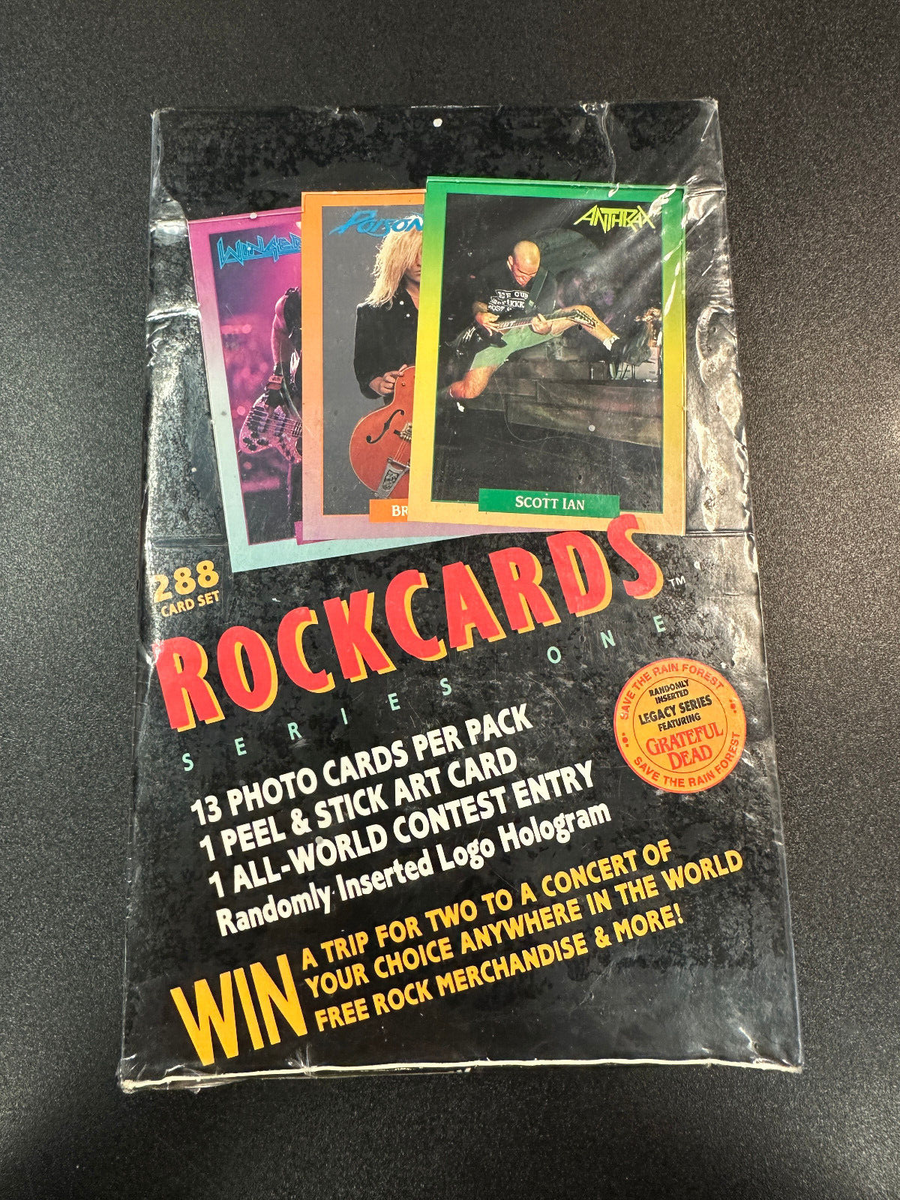 WINGER
POISON
ANTHRAX
BR
SCOTT IAN
288
CARD SET
ROCKCARDS™
SERIES ONE
SAVE THE RAIN FOREST
RANDOMLY
INSERTED
LEGACY SERIES
FEATURING
GRATEFUL
DEAD
SAVE THE RAIN FOREST
13 PHOTO CARDS PER PACK
1 PEEL & STICK ART CARD
1 ALL-WORLD CONTEST ENTRY
Randomly Inserted Logo Hologram
WIN
A TRIP FOR TWO TO A CONCERT OF
YOUR CHOICE ANYWHERE IN THE WORLD
FREE ROCK MERCHANDISE & MORE!